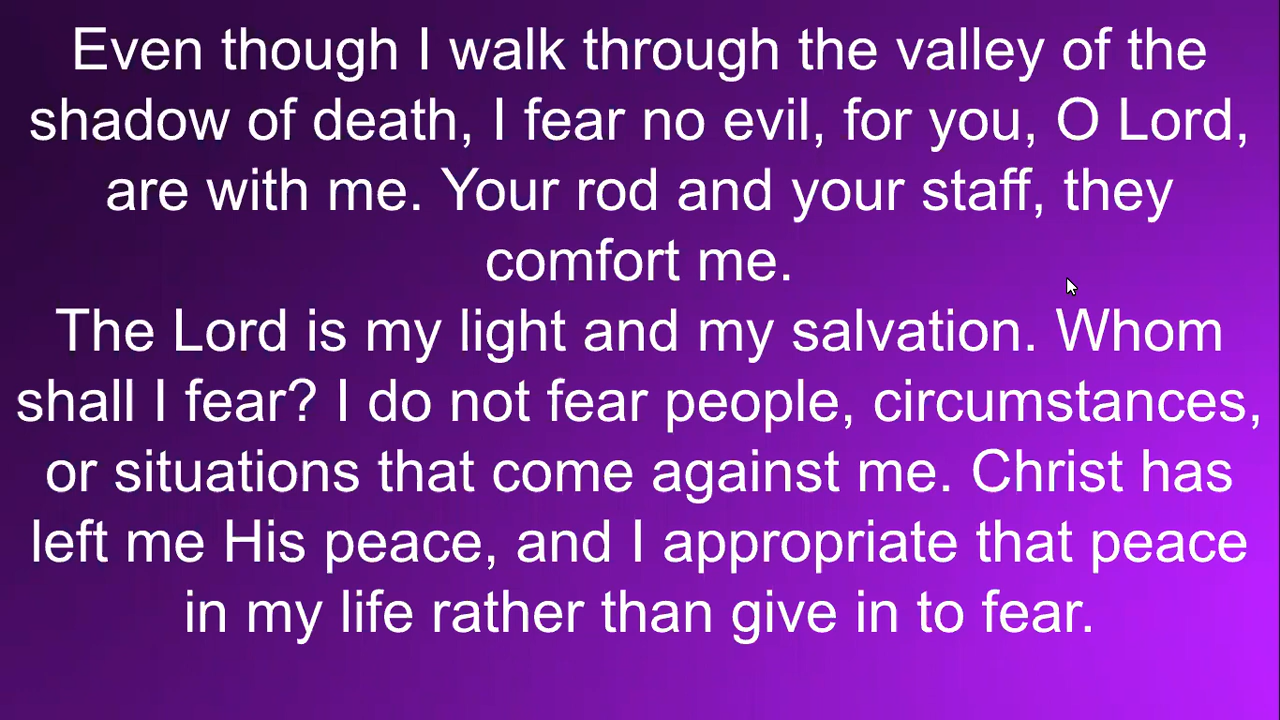 Even though I walk through the valley of the
shadow of death, I fear no evil, for you, O Lord,
are with me. Your rod and your staff, they
comfort me.
The Lord is my light and my salvation. Whom
shall I fear? I do not fear people, circumstances,
or situations that come against me. Christ has
left me His peace, and I appropriate that peace
in my life rather than give in to fear.